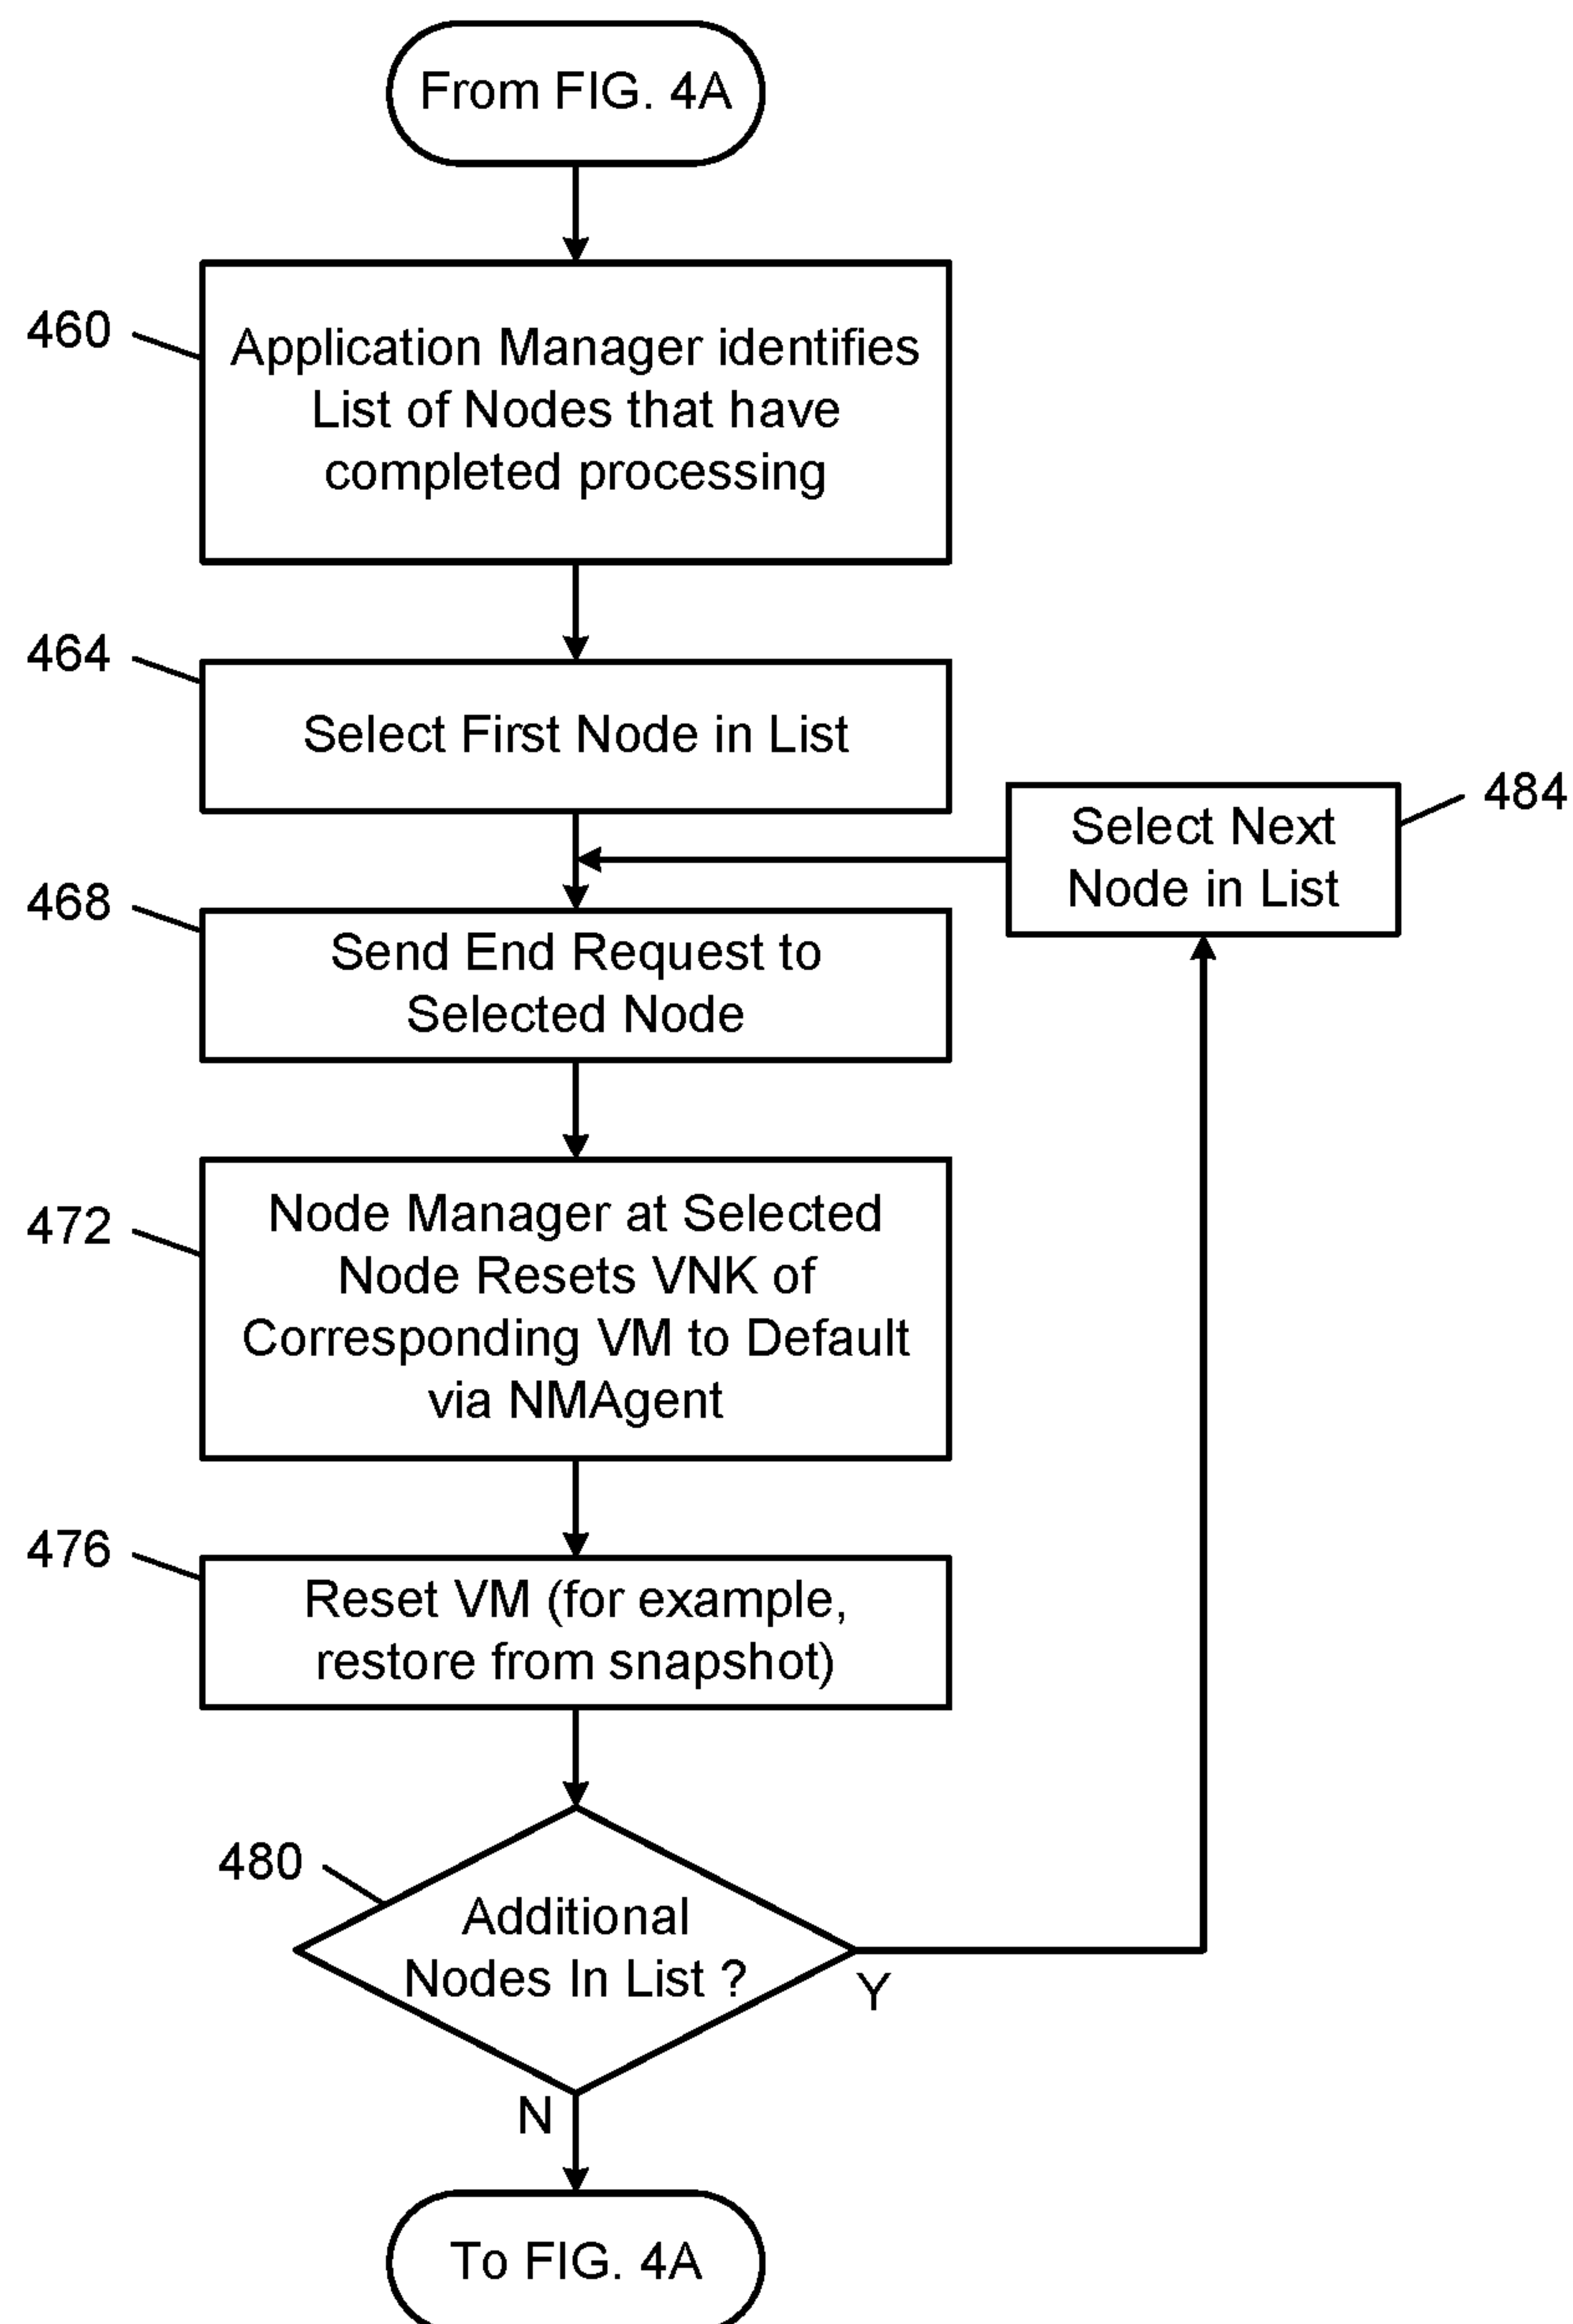 From FIG. 4A
460
Application Manager identifies
List of Nodes that have
completed processing
464
Select First Node in List
484
Select Next
Node in List
468
Send End Request to
Selected Node
472
Node Manager at Selected
Node Resets VNK of
Corresponding VM to Default
via NMAgent
476
Reset VM (for example,
restore from snapshot)
480
Additional
Nodes In List ?
Y
N
To FIG. 4A